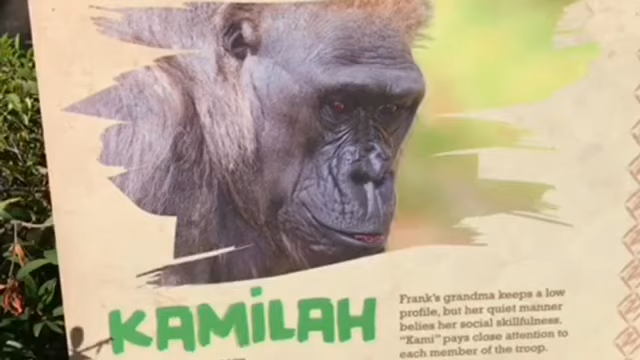 KAMiLAH
Frank's grandma keeps a low
profile, but her quiet manner
belies her social skillfulness,
"Kami" pays close attention to
each member of the troop.